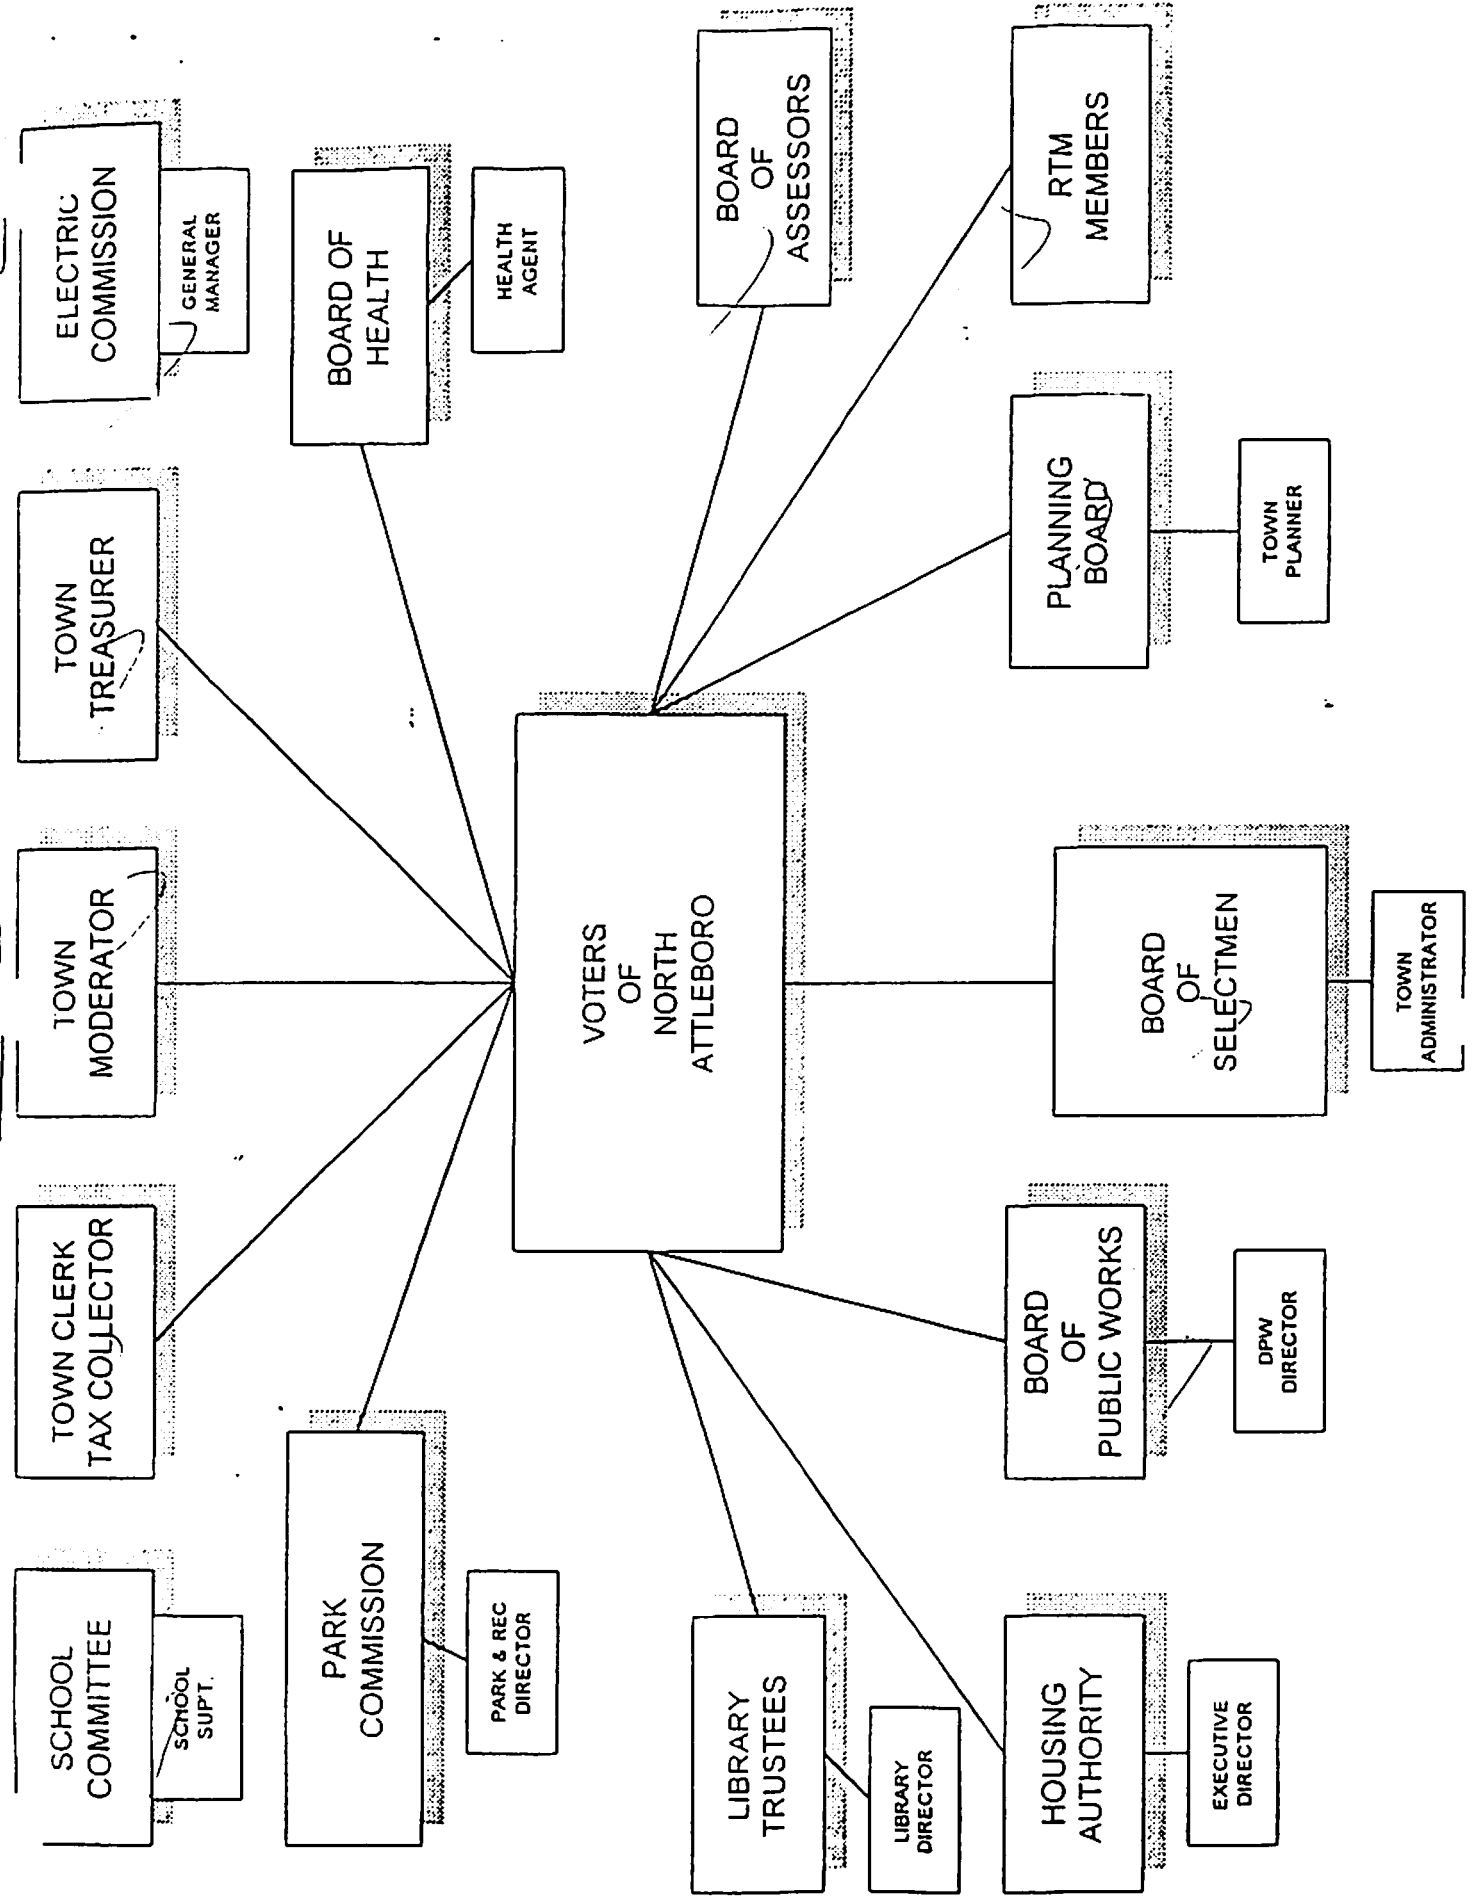 SCHOOL
COMMITTEE
SCHOOL
SUP'T.
TOWN CLERK
TAX COLLECTOR
TOWN
MODERATOR
TOWN
TREASURER
ELECTRIC
COMMISSION
GENERAL
MANAGER
PARK
COMMISSION
PARK & REC
DIRECTOR
BOARD OF
HEALTH
HEALTH
AGENT
VOTERS
OF
NORTH
ATTLEBORO
LIBRARY
TRUSTEES
LIBRARY
DIRECTOR
BOARD
OF
ASSESSORS
HOUSING
AUTHORITY
EXECUTIVE
DIRECTOR
BOARD
OF
PUBLIC WORKS
DPW
DIRECTOR
BOARD
OF
SELECTMEN
TOWN
ADMINISTRATOR
PLANNING
BOARD
TOWN
PLANNER
RTM
MEMBERS